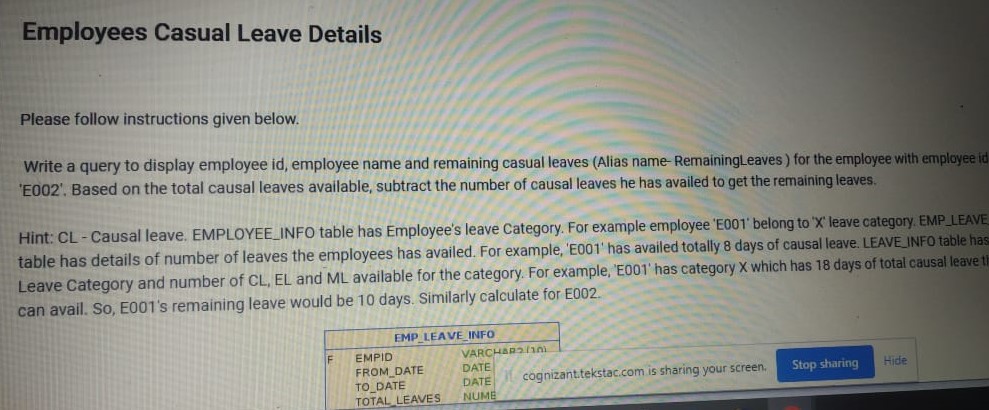 Employees Casual Leave Details
Please follow instructions given below.
Write a query to display employee id, employee name and remaining casual leaves (Alias name- RemainingLeaves ) for the employee with employee id
'E002'. Based on the total causal leaves available, subtract the number of causal leaves he has availed to get the remaining leaves.
Hint: CL - Causal leave. EMPLOYEE_INFO table has Employee's leave Category. For example employee 'E001' belong to 'X' leave category. EMP_LEAVE
table has details of number of leaves the employees has availed. For example, 'E001' has availed totally 8 days of causal leave. LEAVE_INFO table has
Leave Category and number of CL, EL and ML available for the category. For example, 'E001' has category X which has 18 days of total causal leave
can avail. So, E001's remaining leave would be 10 days. Similarly calculate for E002.
EMP_LEAVE_INFO
F EMPID VARCHAR2(10)
FROM_DATE DATE
TO_DATE DATE
TOTAL_LEAVES NUMB
cognizant.tekstac.com is sharing your screen. Stop sharing Hide